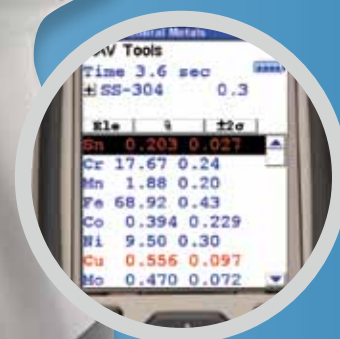 General Metals
AV Tools
Time 3.6 sec
+ SS-304 0.3
Ele % ±2σ
Sn 0.203 0.027
Cr 17.67 0.24
Mn 1.88 0.20
Fe 68.92 0.43
Co 0.394 0.229
Ni 9.50 0.30
Cu 0.556 0.097
Mo 0.470 0.072